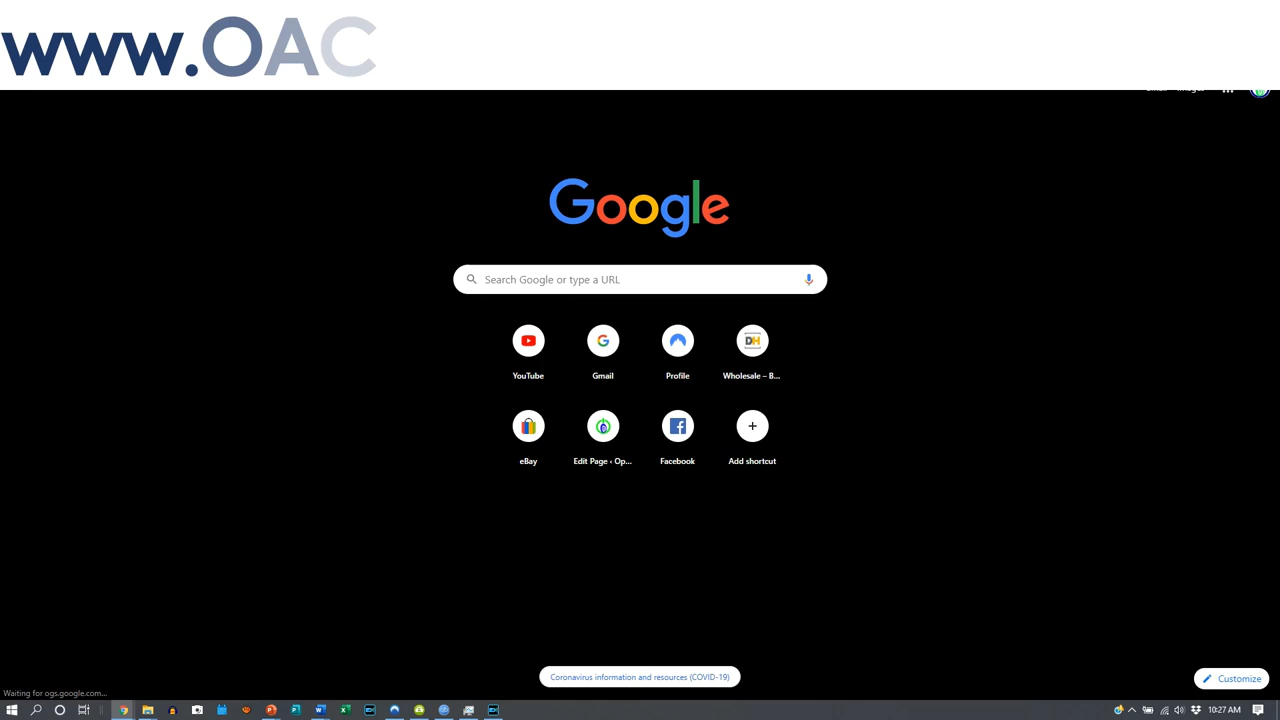 www.OAC
Google
Search Google or type a URL
YouTube
Gmail
Profile
DH
Wholesale – B...
eBay
Edit Page ‹ Op...
Facebook
Add shortcut
Coronavirus information and resources (COVID-19)
Customize
Waiting for ogs.google.com...
10:27 AM